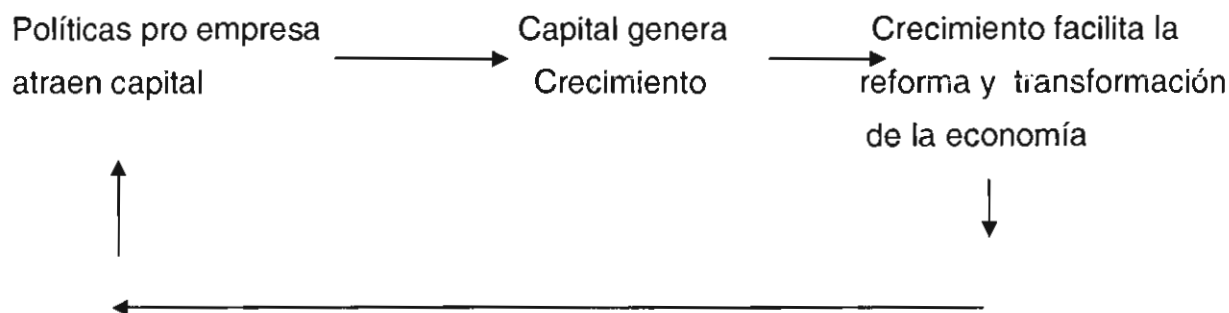 Políticas pro empresa
atraen capital
Capital genera
Crecimiento
Crecimiento facilita la
reforma y transformación
de la economía